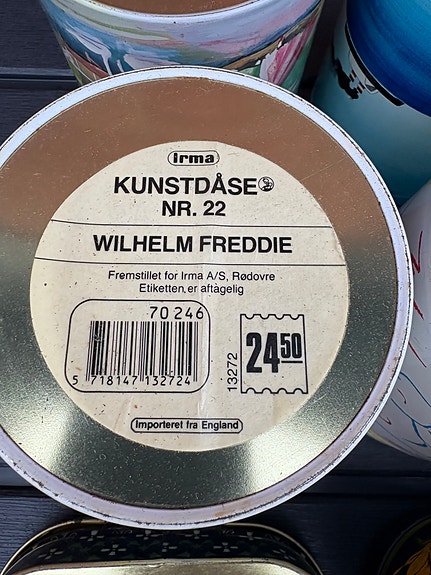 irma
KUNSTDÅSE
NR. 22
WILHELM FREDDIE
Fremstillet for Irma A/S, Rødovre
Etiketten er aftagelig
70 246
5 718147 132724
13272
24 50
Importeret fra England